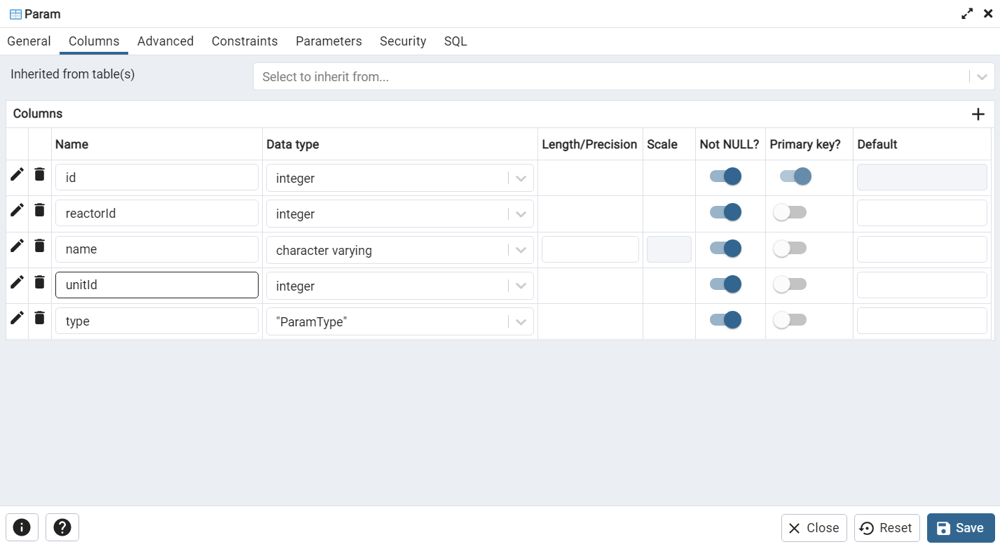 Param
General Columns Advanced Constraints Parameters Security SQL
Inherited from table(s) Select to inherit from...
Columns
Name Data type Length/Precision Scale Not NULL? Primary key? Default
id integer
reactorId integer
name character varying
unitId integer
type "ParamType"
Close Reset Save